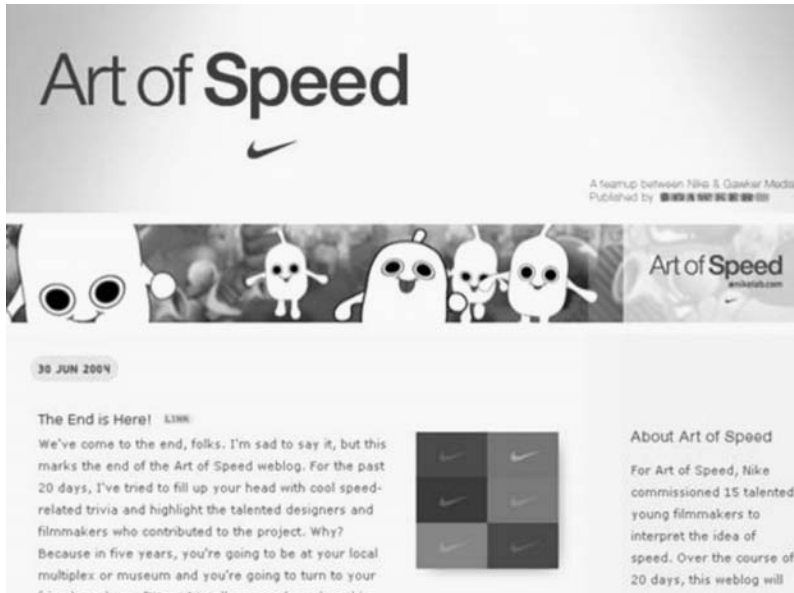 Art of Speed
A teamup between Nike & Gawker Media
Published by GAWKER
Art of Speed
@nikelab.com
30 JUN 2004
The End is Here! LINK
We've come to the end, folks. I'm sad to say it, but this
marks the end of the Art of Speed weblog. For the past
20 days, I've tried to fill up your head with cool speed-
related trivia and highlight the talented designers and
filmmakers who contributed to the project. Why?
Because in five years, you're going to be at your local
multiplex or museum and you're going to turn to your
About Art of Speed
For Art of Speed, Nike
commissioned 15 talented
young filmmakers to
interpret the idea of
speed. Over the course of
20 days, this weblog will